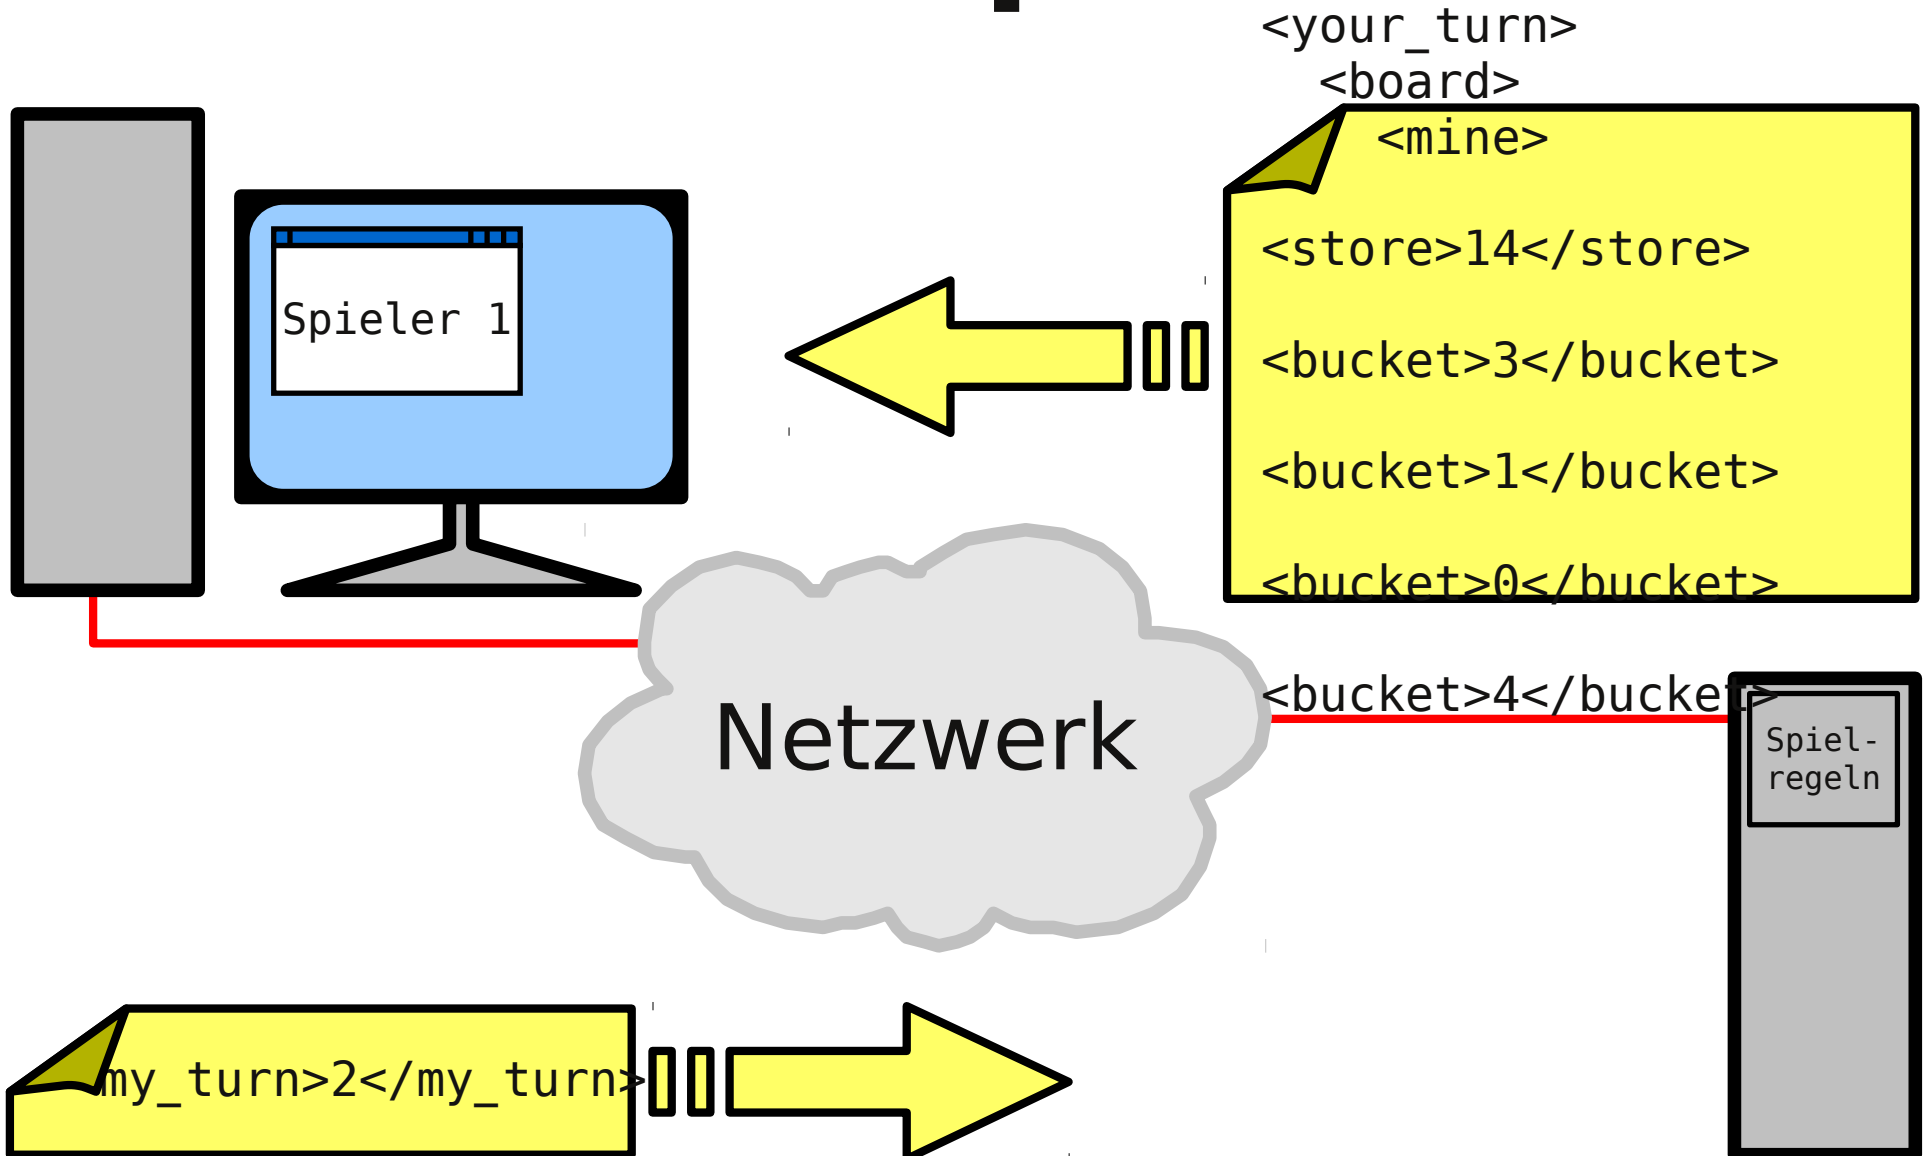 <your_turn>
<board>
<mine>
<store>14</store>
<bucket>3</bucket>
<bucket>1</bucket>
<bucket>0</bucket>
<bucket>4</bucket>
Spieler 1
Netzwerk
Spiel-
regeln
my_turn>2</my_turn>